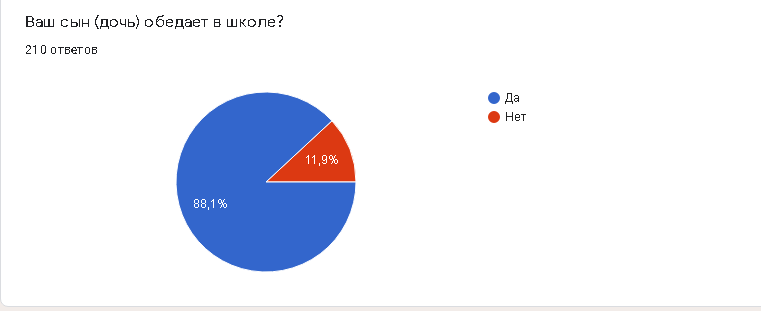 Ваш сын (дочь) обедает в школе?
210 ответов
Да
Нет
11,9%
88,1%